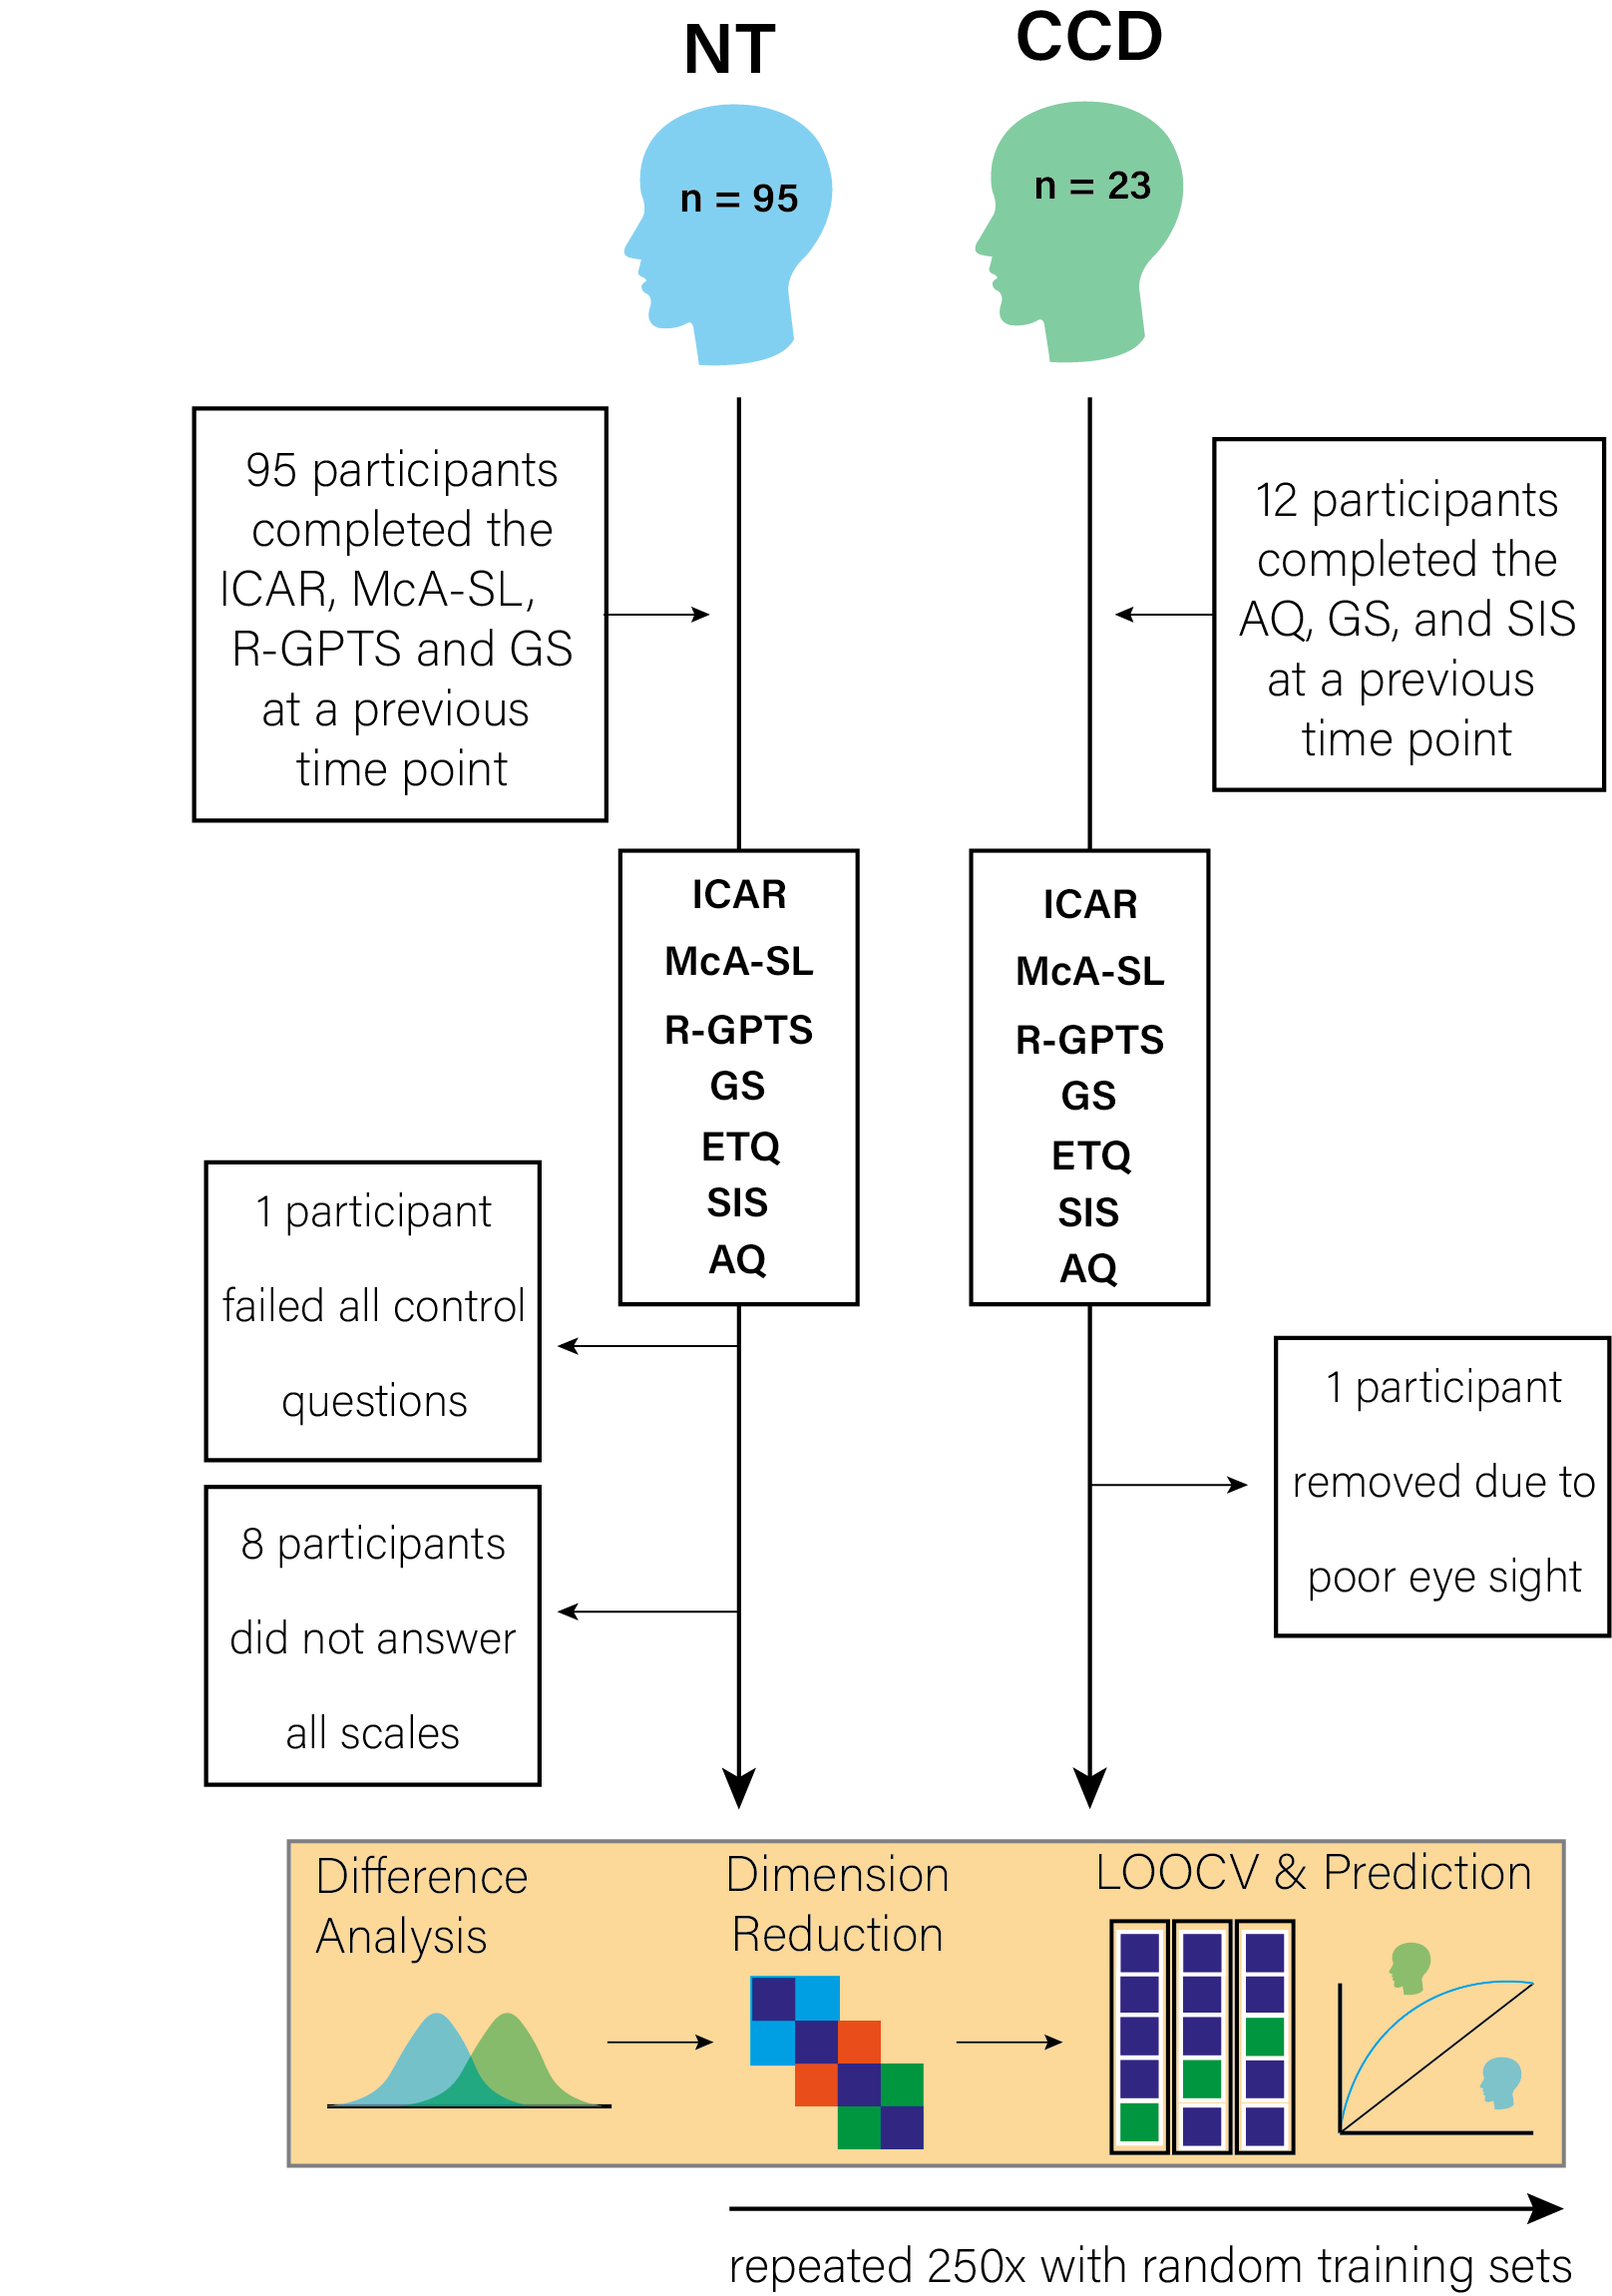 NT
CCD
n = 95
n = 23
95 participants
completed the
ICAR, McA-SL,
R-GPTS and GS
at a previous
time point
12 participants
completed the
AQ, GS, and SIS
at a previous
time point
ICAR
McA-SL
R-GPTS
GS
ETQ
SIS
AQ
ICAR
McA-SL
R-GPTS
GS
ETQ
SIS
AQ
1 participant
failed all control
questions
8 participants
did not answer
all scales
1 participant
removed due to
poor eye sight
Difference
Analysis
Dimension
Reduction
LOOCV & Prediction
repeated 250x with random training sets